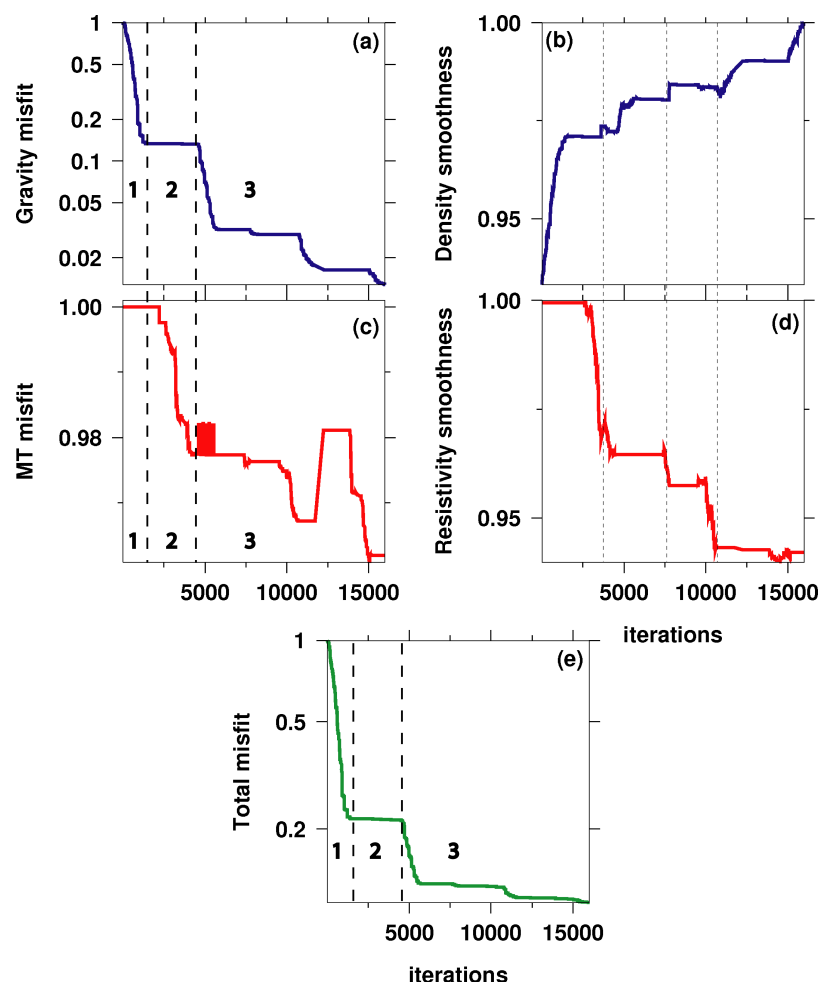 Gravity misfit
1
0.5
0.2
0.1
0.05
0.02
(a)
1 2 3
Density smoothness
1.00
0.95
(b)
MT misfit
1.00
0.98
(c)
1 2 3
5000 10000 15000
Resistivity smoothness
1.00
0.95
(d)
5000 10000 15000
iterations
Total misfit
1
0.5
0.2
(e)
1 2 3
5000 10000 15000
iterations